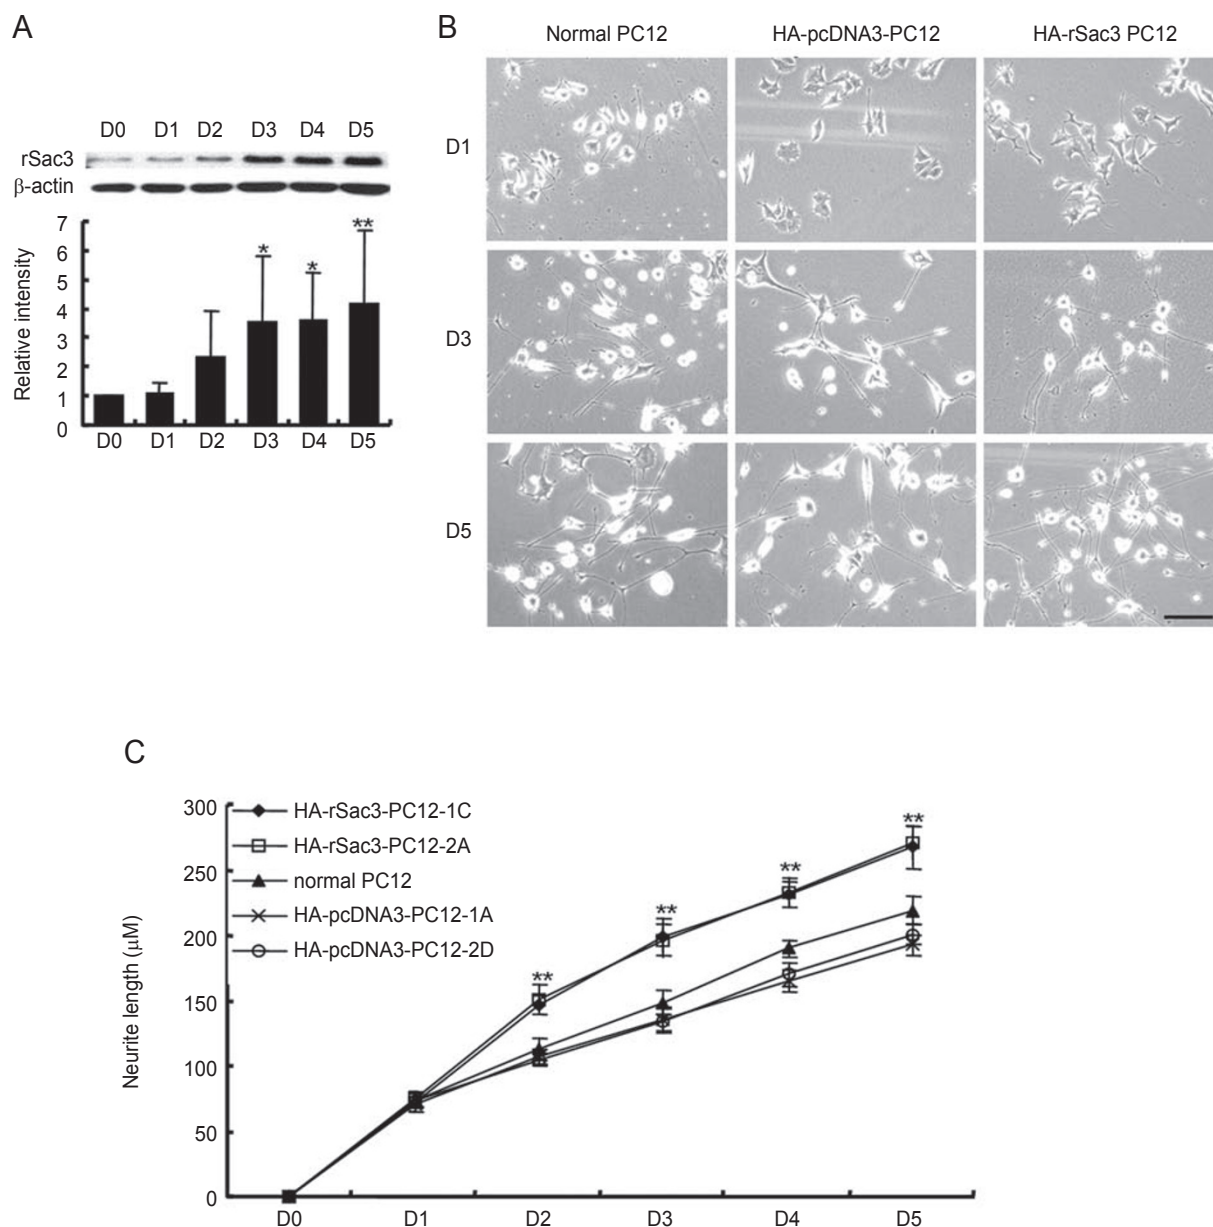 A
D0 D1 D2 D3 D4 D5
rSac3
β-actin
Relative intensity
7
6
5
4
3
2
1
0
* * **
D0 D1 D2 D3 D4 D5
B
Normal PC12 HA-pcDNA3-PC12 HA-rSac3 PC12
D1
D3
D5
C
Neurite length (μM)
300
250
200
150
100
50
0
HA-rSac3-PC12-1C
HA-rSac3-PC12-2A
normal PC12
HA-pcDNA3-PC12-1A
HA-pcDNA3-PC12-2D
** ** ** **
D0 D1 D2 D3 D4 D5